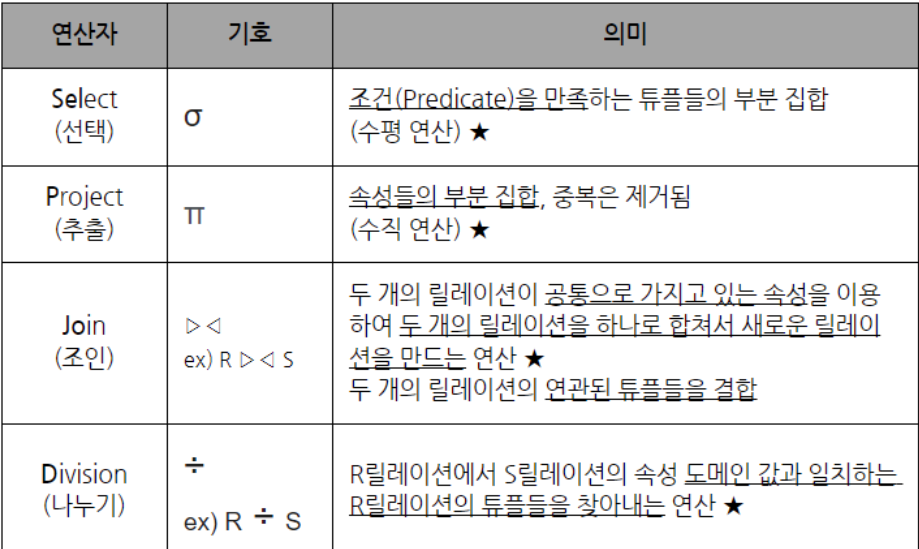 연산자 기호 의미
Select
(선택)
σ
조건(Predicate)을 만족하는 튜플들의 부분 집합
(수평 연산) ★
Project
(추출)
π
속성들의 부분 집합, 중복은 제거됨
(수직 연산) ★
Join
(조인)
▷◁
ex) R ▷◁ S
두 개의 릴레이션이 공통으로 가지고 있는 속성을 이용
하여 두 개의 릴레이션을 하나로 합쳐서 새로운 릴레이
션을 만드는 연산 ★
두 개의 릴레이션의 연관된 튜플들을 결합
Division
(나누기)
÷
ex) R ÷ S
R릴레이션에서 S릴레이션의 속성 도메인 값과 일치하는
R릴레이션의 튜플들을 찾아내는 연산 ★